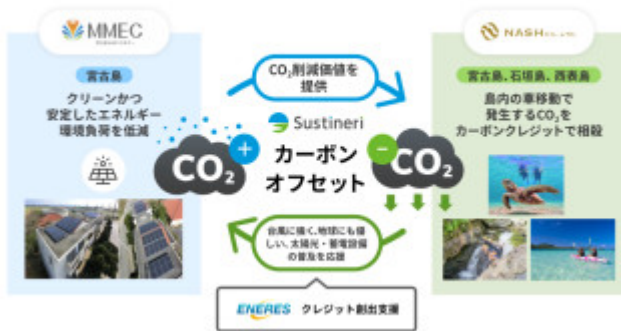 MMEC
宮古島
クリーンかつ
安定したエネルギー
環境負荷を低減
CO₂
+
CO₂削減価値を
提供
Sustineri
カーボン
オフセット
台風に強く、地球にも優
しい、太陽光・蓄電設備
の普及を応援
ENERES クレジット創出支援
NASH CO., LTD.
宮古島、石垣島、西表島
島内の車移動で
発生するCO₂を
カーボンクレジットで相殺
−
CO₂